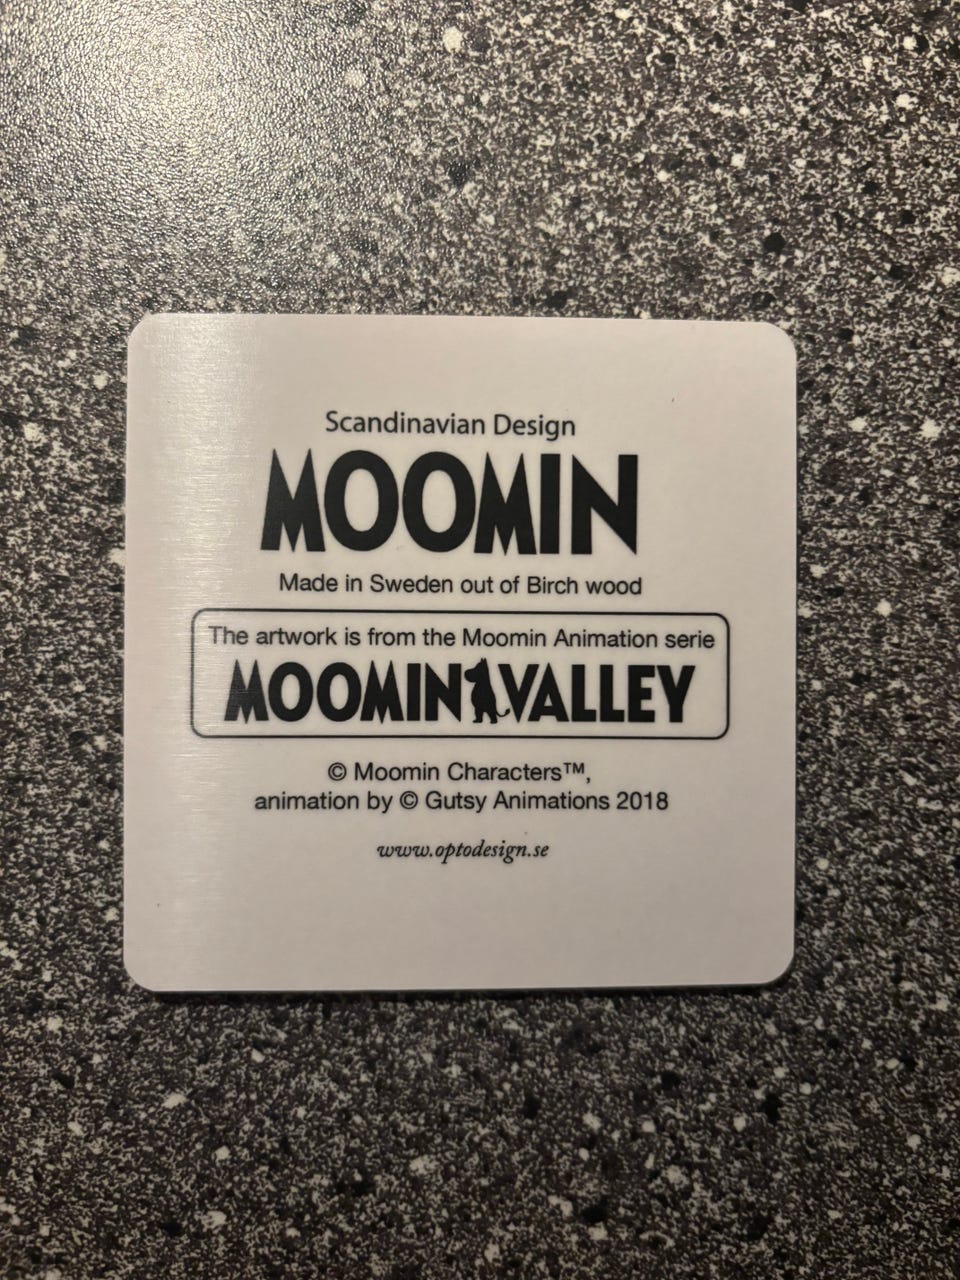 Scandinavian Design
MOOMIN
Made in Sweden out of Birch wood
The artwork is from the Moomin Animation serie
MOOMINVALLEY
© Moomin Characters™,
animation by © Gutsy Animations 2018
www.optodesign.se